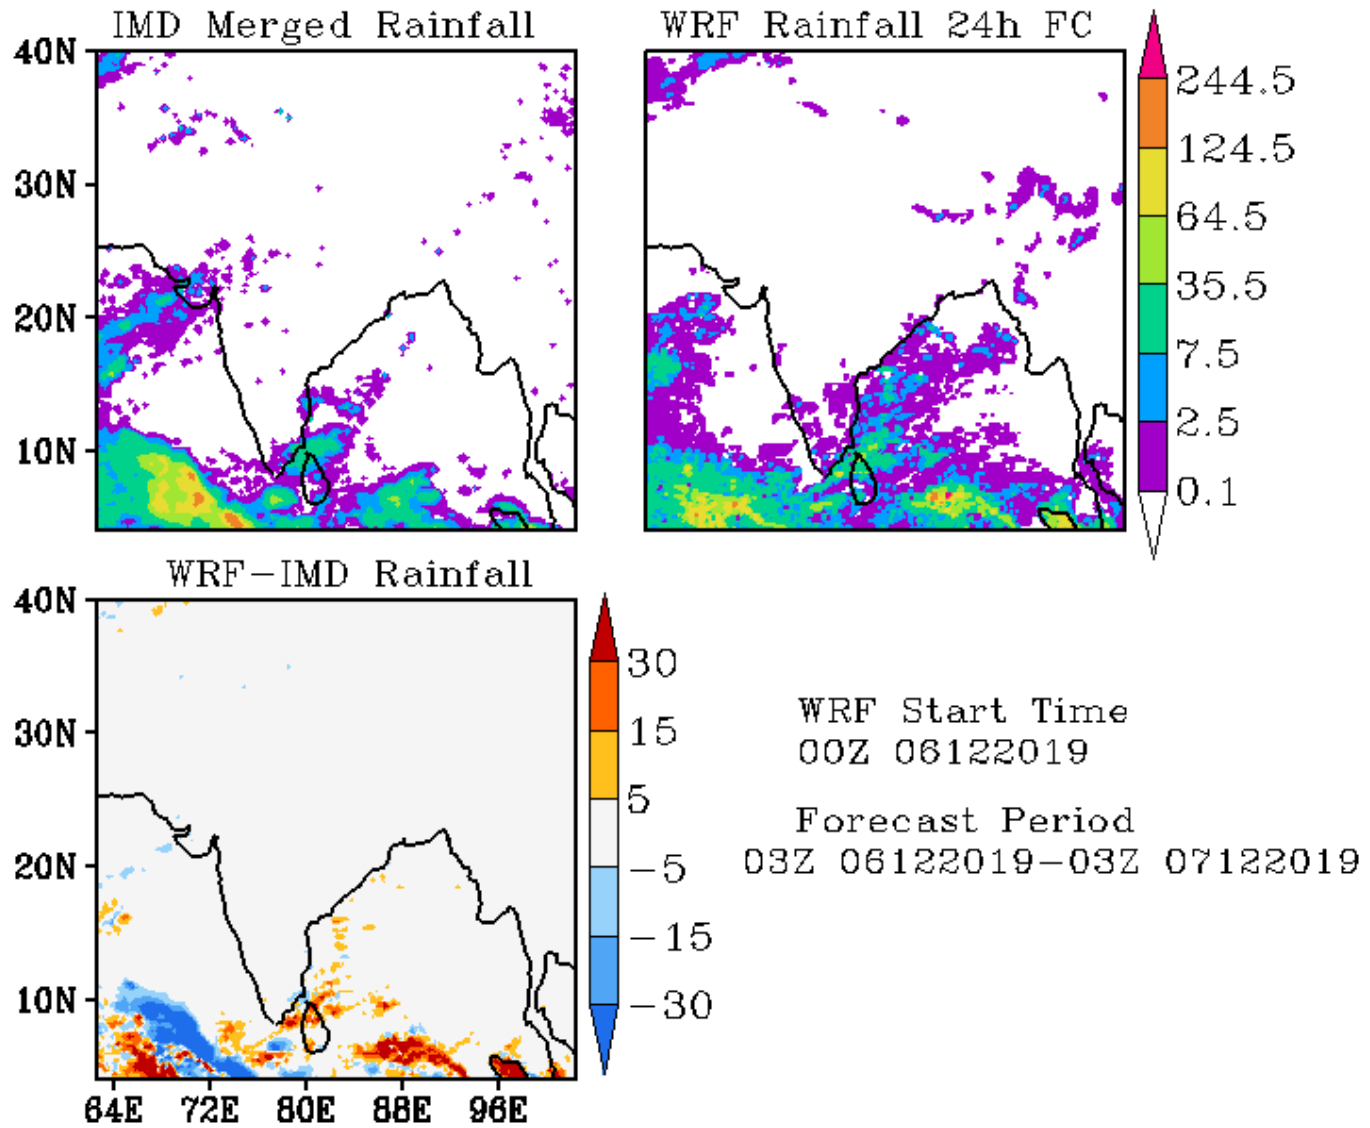 IMD Merged Rainfall
WRF Rainfall 24h FC
40N
30N
20N
10N
244.5
124.5
64.5
35.5
7.5
2.5
0.1
WRF-IMD Rainfall
40N
30N
20N
10N
64E 72E 80E 88E 96E
30
15
5
-5
-15
-30
WRF Start Time
00Z 06122019
Forecast Period
03Z 06122019-03Z 07122019